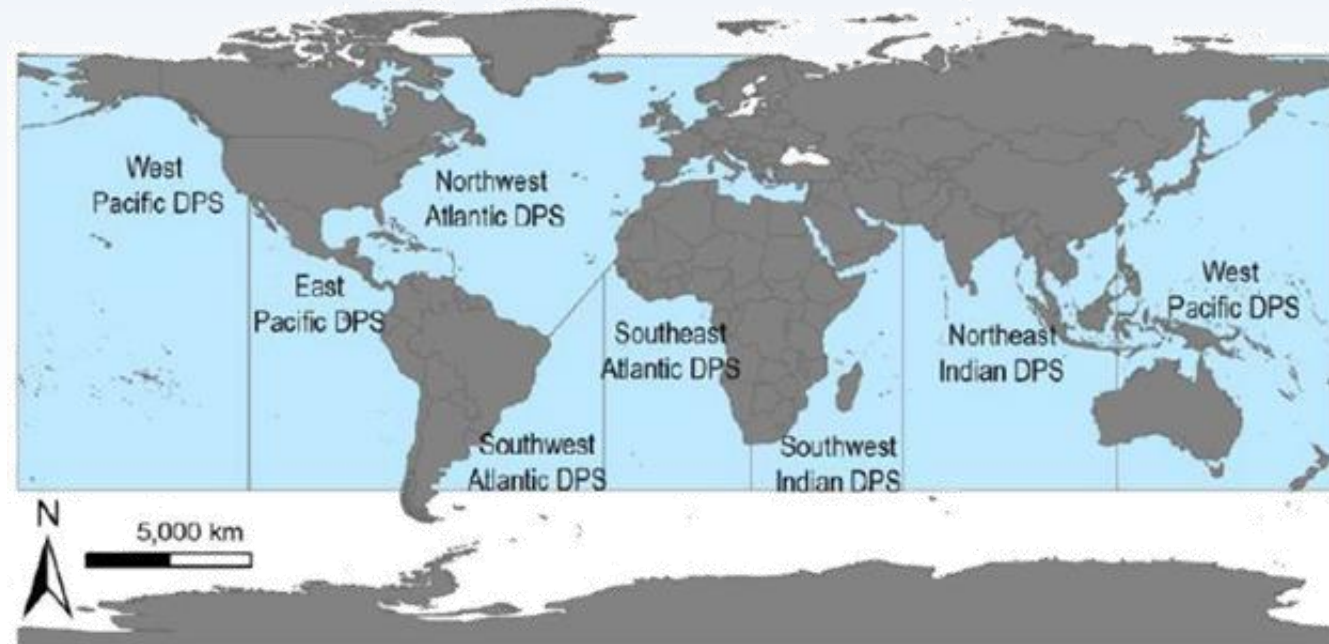 West
Pacific DPS
Northwest
Atlantic DPS
East
Pacific DPS
Southeast
Atlantic DPS
West
Pacific DPS
Northeast
Indian DPS
Southwest
Atlantic DPS
Southwest
Indian DPS
N
5,000 km